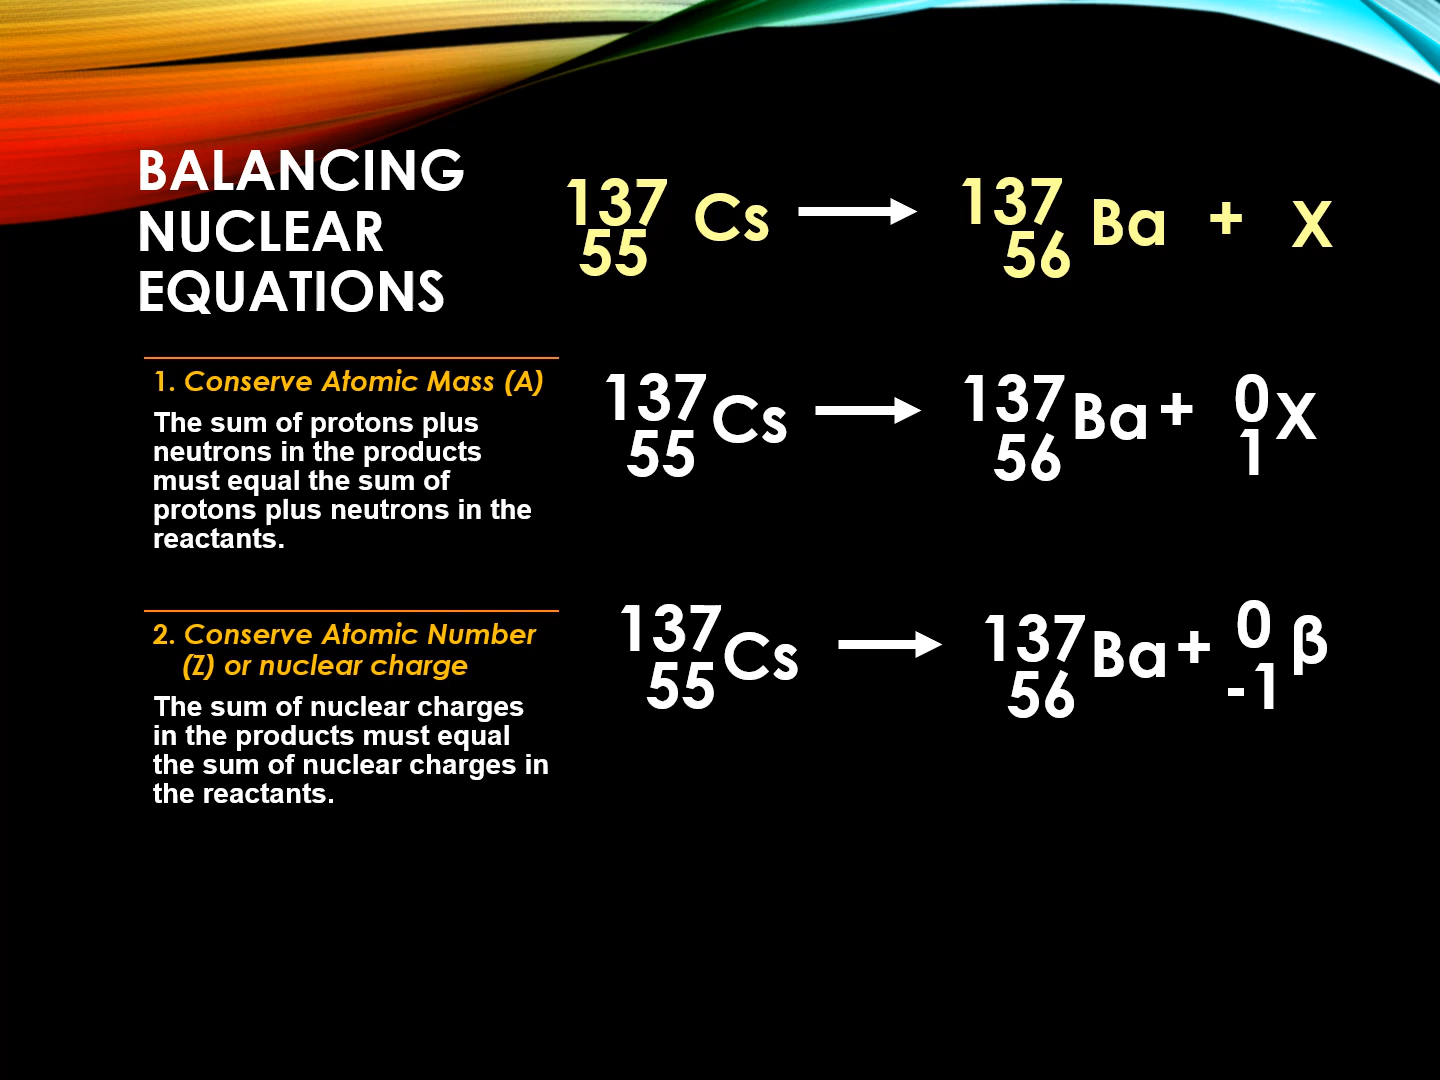 BALANCING
NUCLEAR
EQUATIONS
137 137
55 Cs 56 Ba + X
1. Conserve Atomic Mass (A)
The sum of protons plus
neutrons in the products
must equal the sum of
protons plus neutrons in the
reactants.
137 137 0
55 Cs 56 Ba + 1 X
2. Conserve Atomic Number
(Z) or nuclear charge
The sum of nuclear charges
in the products must equal
the sum of nuclear charges in
the reactants.
137 137 0
55 Cs 56 Ba + -1 β